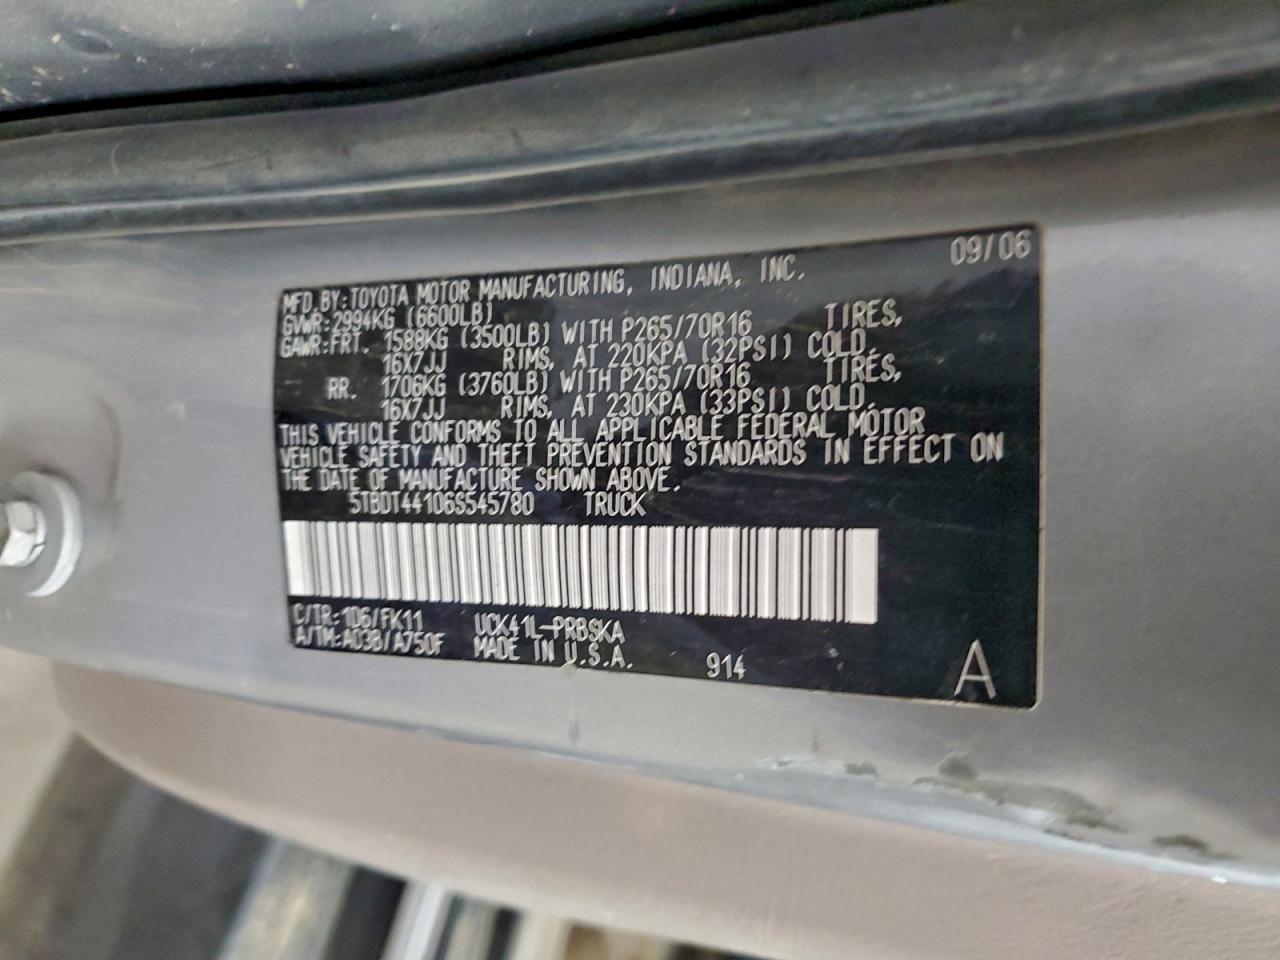 09/06
MFD.BY:TOYOTA MOTOR MANUFACTURING, INDIANA, INC.
GVWR:2994KG (6600LB)
GAWR:FRT. 1588KG (3500LB) WITH P265/70R16 TIRES,
16X7JJ RIMS, AT 220KPA (32PSI) COLD.
RR. 1706KG (3760LB) WITH P265/70R16 TIRES,
16X7JJ RIMS, AT 230KPA (33PSI) COLD.
THIS VEHICLE CONFORMS TO ALL APPLICABLE FEDERAL MOTOR
VEHICLE SAFETY AND THEFT PREVENTION STANDARDS IN EFFECT ON
THE DATE OF MANUFACTURE SHOWN ABOVE.
5TBDT44106S545780 TRUCK
C/TR:1D6/FK11 UCK41L-PRBSKA
A/TM:A03B/A750F MADE IN U.S.A. 914 A